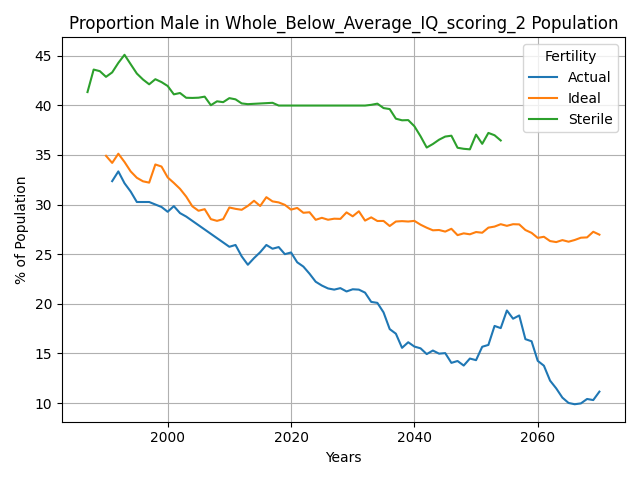 Proportion Male in Whole_Below_Average_IQ_scoring_2 Population
Fertility
Actual
Ideal
Sterile
% of Population
45
40
35
30
25
20
15
10
2000
2020
2040
2060
Years